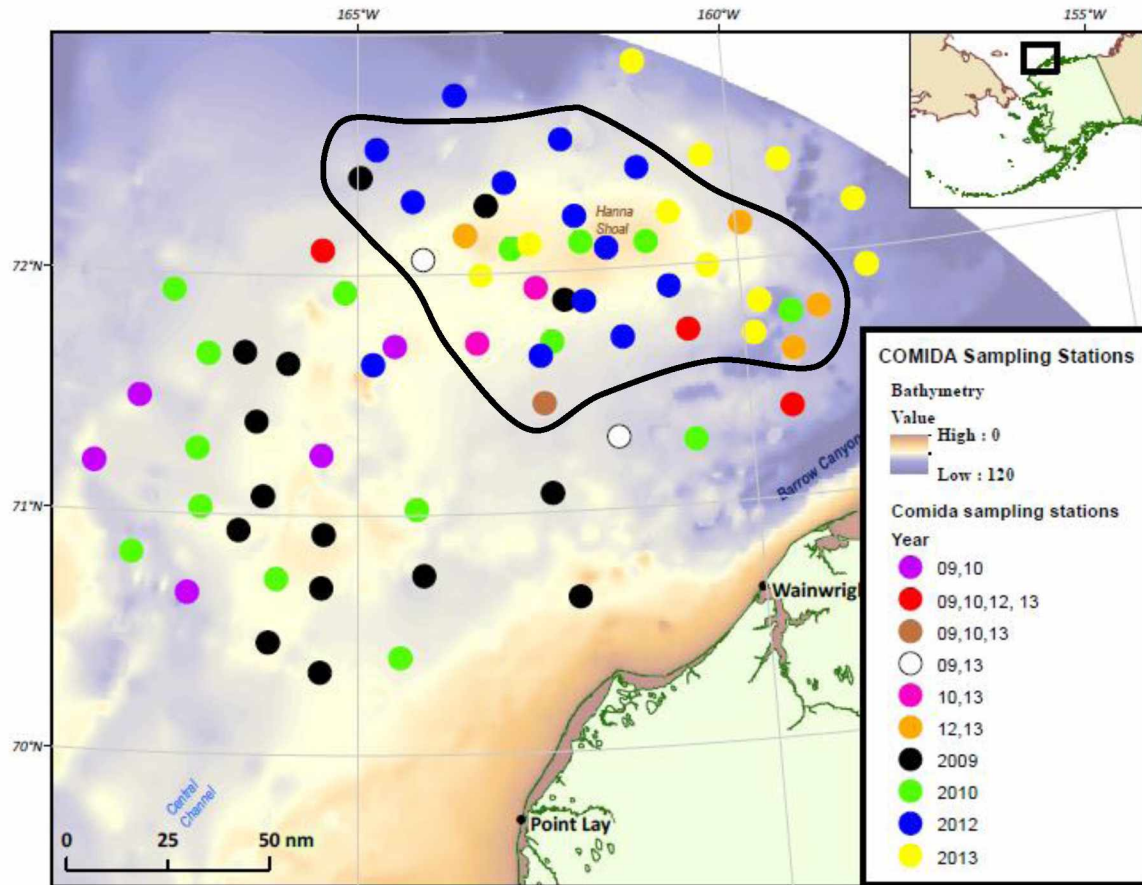 165°W
160°W
155°W
72°N
71°N
70°N
Hanna
Shoal
Barrow Canyon
Wainwrigh
Point Lay
Central
Channel
0 25 50 nm
COMIDA Sampling Stations
Bathymetry
Value
High : 0
Low : 120
Comida sampling stations
Year
09,10
09,10,12, 13
09,10,13
09,13
10,13
12,13
2009
2010
2012
2013